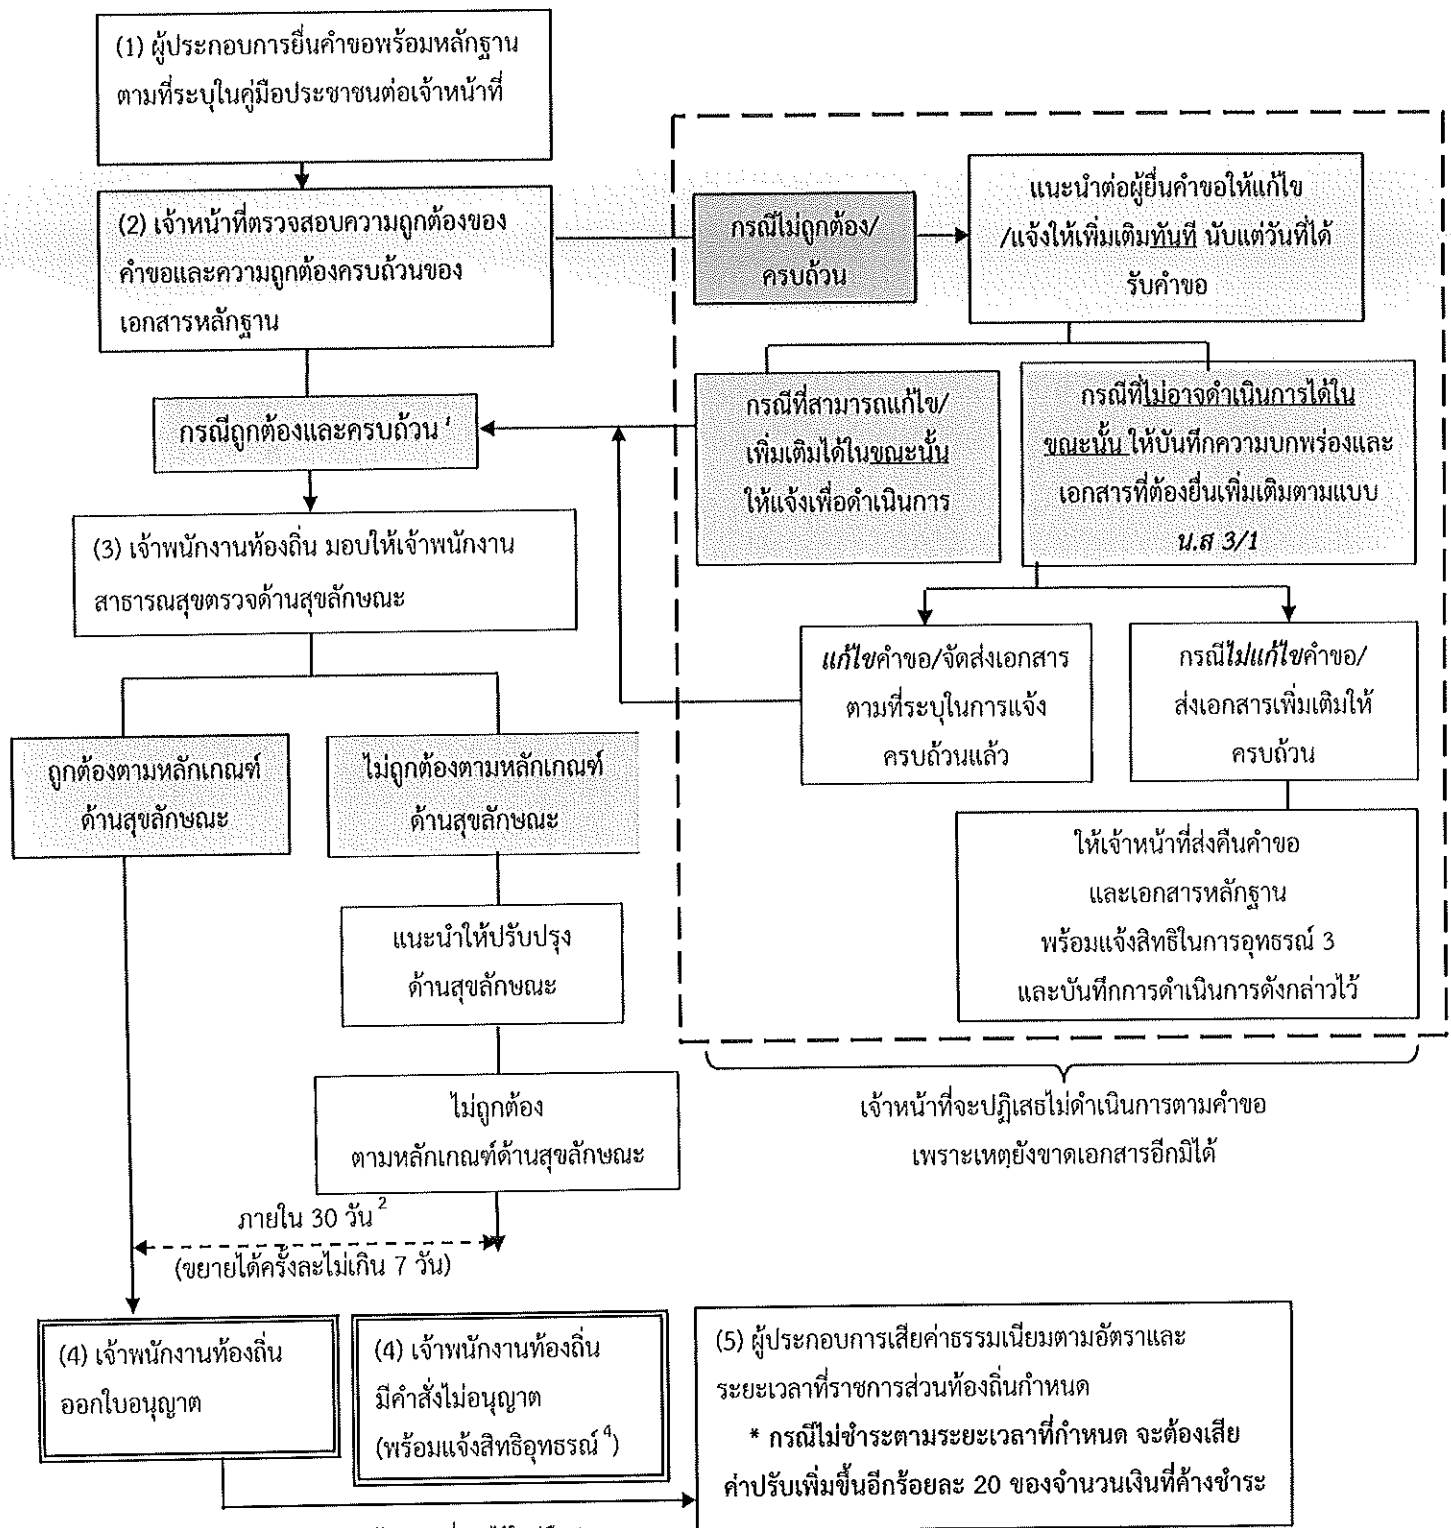 (1) ผู้ประกอบการยื่นคำขอพร้อมหลักฐาน
ตามที่ระบุในคู่มือประชาชนต่อเจ้าหน้าที่
(2) เจ้าหน้าที่ตรวจสอบความถูกต้องของ
คำขอและความถูกต้องครบถ้วนของ
เอกสารหลักฐาน
กรณีไม่ถูกต้อง/
ครบถ้วน
แนะนำต่อผู้ยื่นคำขอให้แก้ไข
/แจ้งให้เพิ่มเติมทันที นับแต่วันที่ได้
รับคำขอ
กรณีถูกต้องและครบถ้วน
กรณีที่สามารถแก้ไข/
เพิ่มเติมได้ในขณะนั้น
ให้แจ้งเพื่อดำเนินการ
กรณีที่ไม่อาจดำเนินการได้ใน
ขณะนั้น ให้บันทึกความบกพร่องและ
เอกสารที่ต้องยื่นเพิ่มเติมตามแบบ
น.ส 3/1
(3) เจ้าพนักงานท้องถิ่น มอบให้เจ้าพนักงาน
สาธารณสุขตรวจด้านสุขลักษณะ
แก้ไขคำขอ/จัดส่งเอกสาร
ตามที่ระบุในการแจ้ง
ครบถ้วนแล้ว
กรณีไม่แก้ไขคำขอ/
ส่งเอกสารเพิ่มเติมให้
ครบถ้วน
ถูกต้องตามหลักเกณฑ์
ด้านสุขลักษณะ
ไม่ถูกต้องตามหลักเกณฑ์
ด้านสุขลักษณะ
ให้เจ้าหน้าที่ส่งคืนคำขอ
และเอกสารหลักฐาน
พร้อมแจ้งสิทธิในการอุทธรณ์ 3
และบันทึกการดำเนินการดังกล่าวไว้
แนะนำให้ปรับปรุง
ด้านสุขลักษณะ
ไม่ถูกต้อง
ตามหลักเกณฑ์ด้านสุขลักษณะ
เจ้าหน้าที่จะปฏิเสธไม่ดำเนินการตามคำขอ
เพราะเหตุยังขาดเอกสารอีกมิได้
ภายใน 30 วัน 2
(ขยายได้ครั้งละไม่เกิน 7 วัน)
(4) เจ้าพนักงานท้องถิ่น
ออกใบอนุญาต
(4) เจ้าพนักงานท้องถิ่น
มีคำสั่งไม่อนุญาต
(พร้อมแจ้งสิทธิอุทธรณ์ 4)
(5) ผู้ประกอบการเสียค่าธรรมเนียมตามอัตราและ
ระยะเวลาที่ราชการส่วนท้องถิ่นกำหนด
* กรณีไม่ชำระตามระยะเวลาที่กำหนด จะต้องเสีย
ค่าปรับเพิ่มขึ้นอีกร้อยละ 20 ของจำนวนเงินที่ค้างชำระ